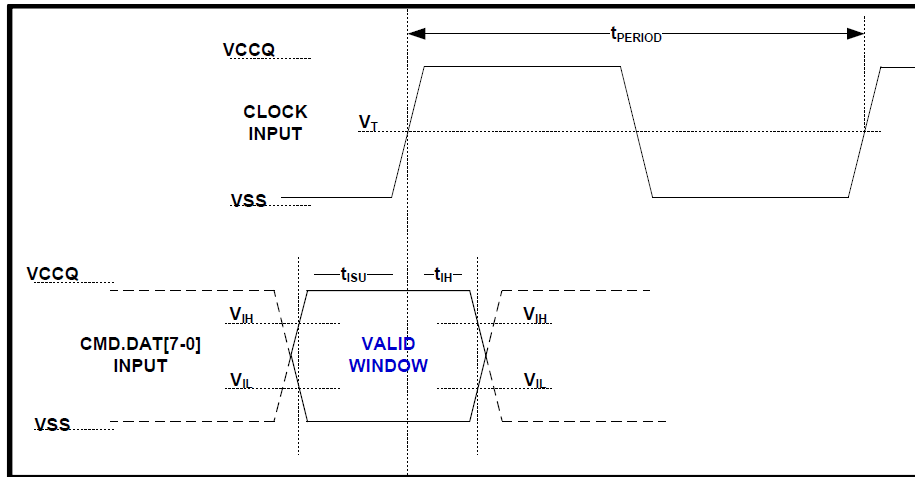 tPERIOD
VCCQ
CLOCK
INPUT
VT
VSS
VCCQ
tISU
tIH
VIH
VIH
CMD.DAT[7-0]
INPUT
VALID
WINDOW
VIL
VIL
VSS